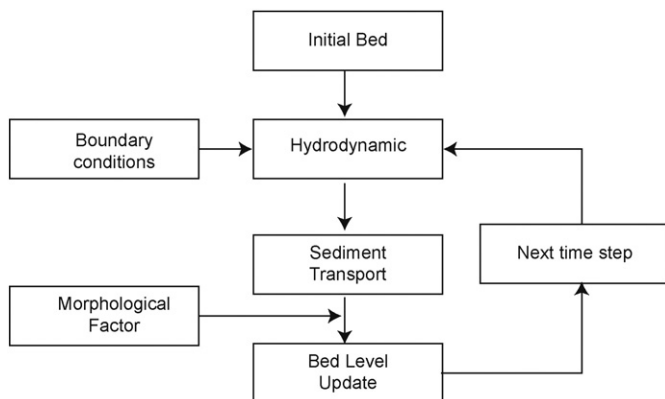 Initial Bed
Boundary
conditions
Hydrodynamic
Sediment
Transport
Next time step
Morphological
Factor
Bed Level
Update